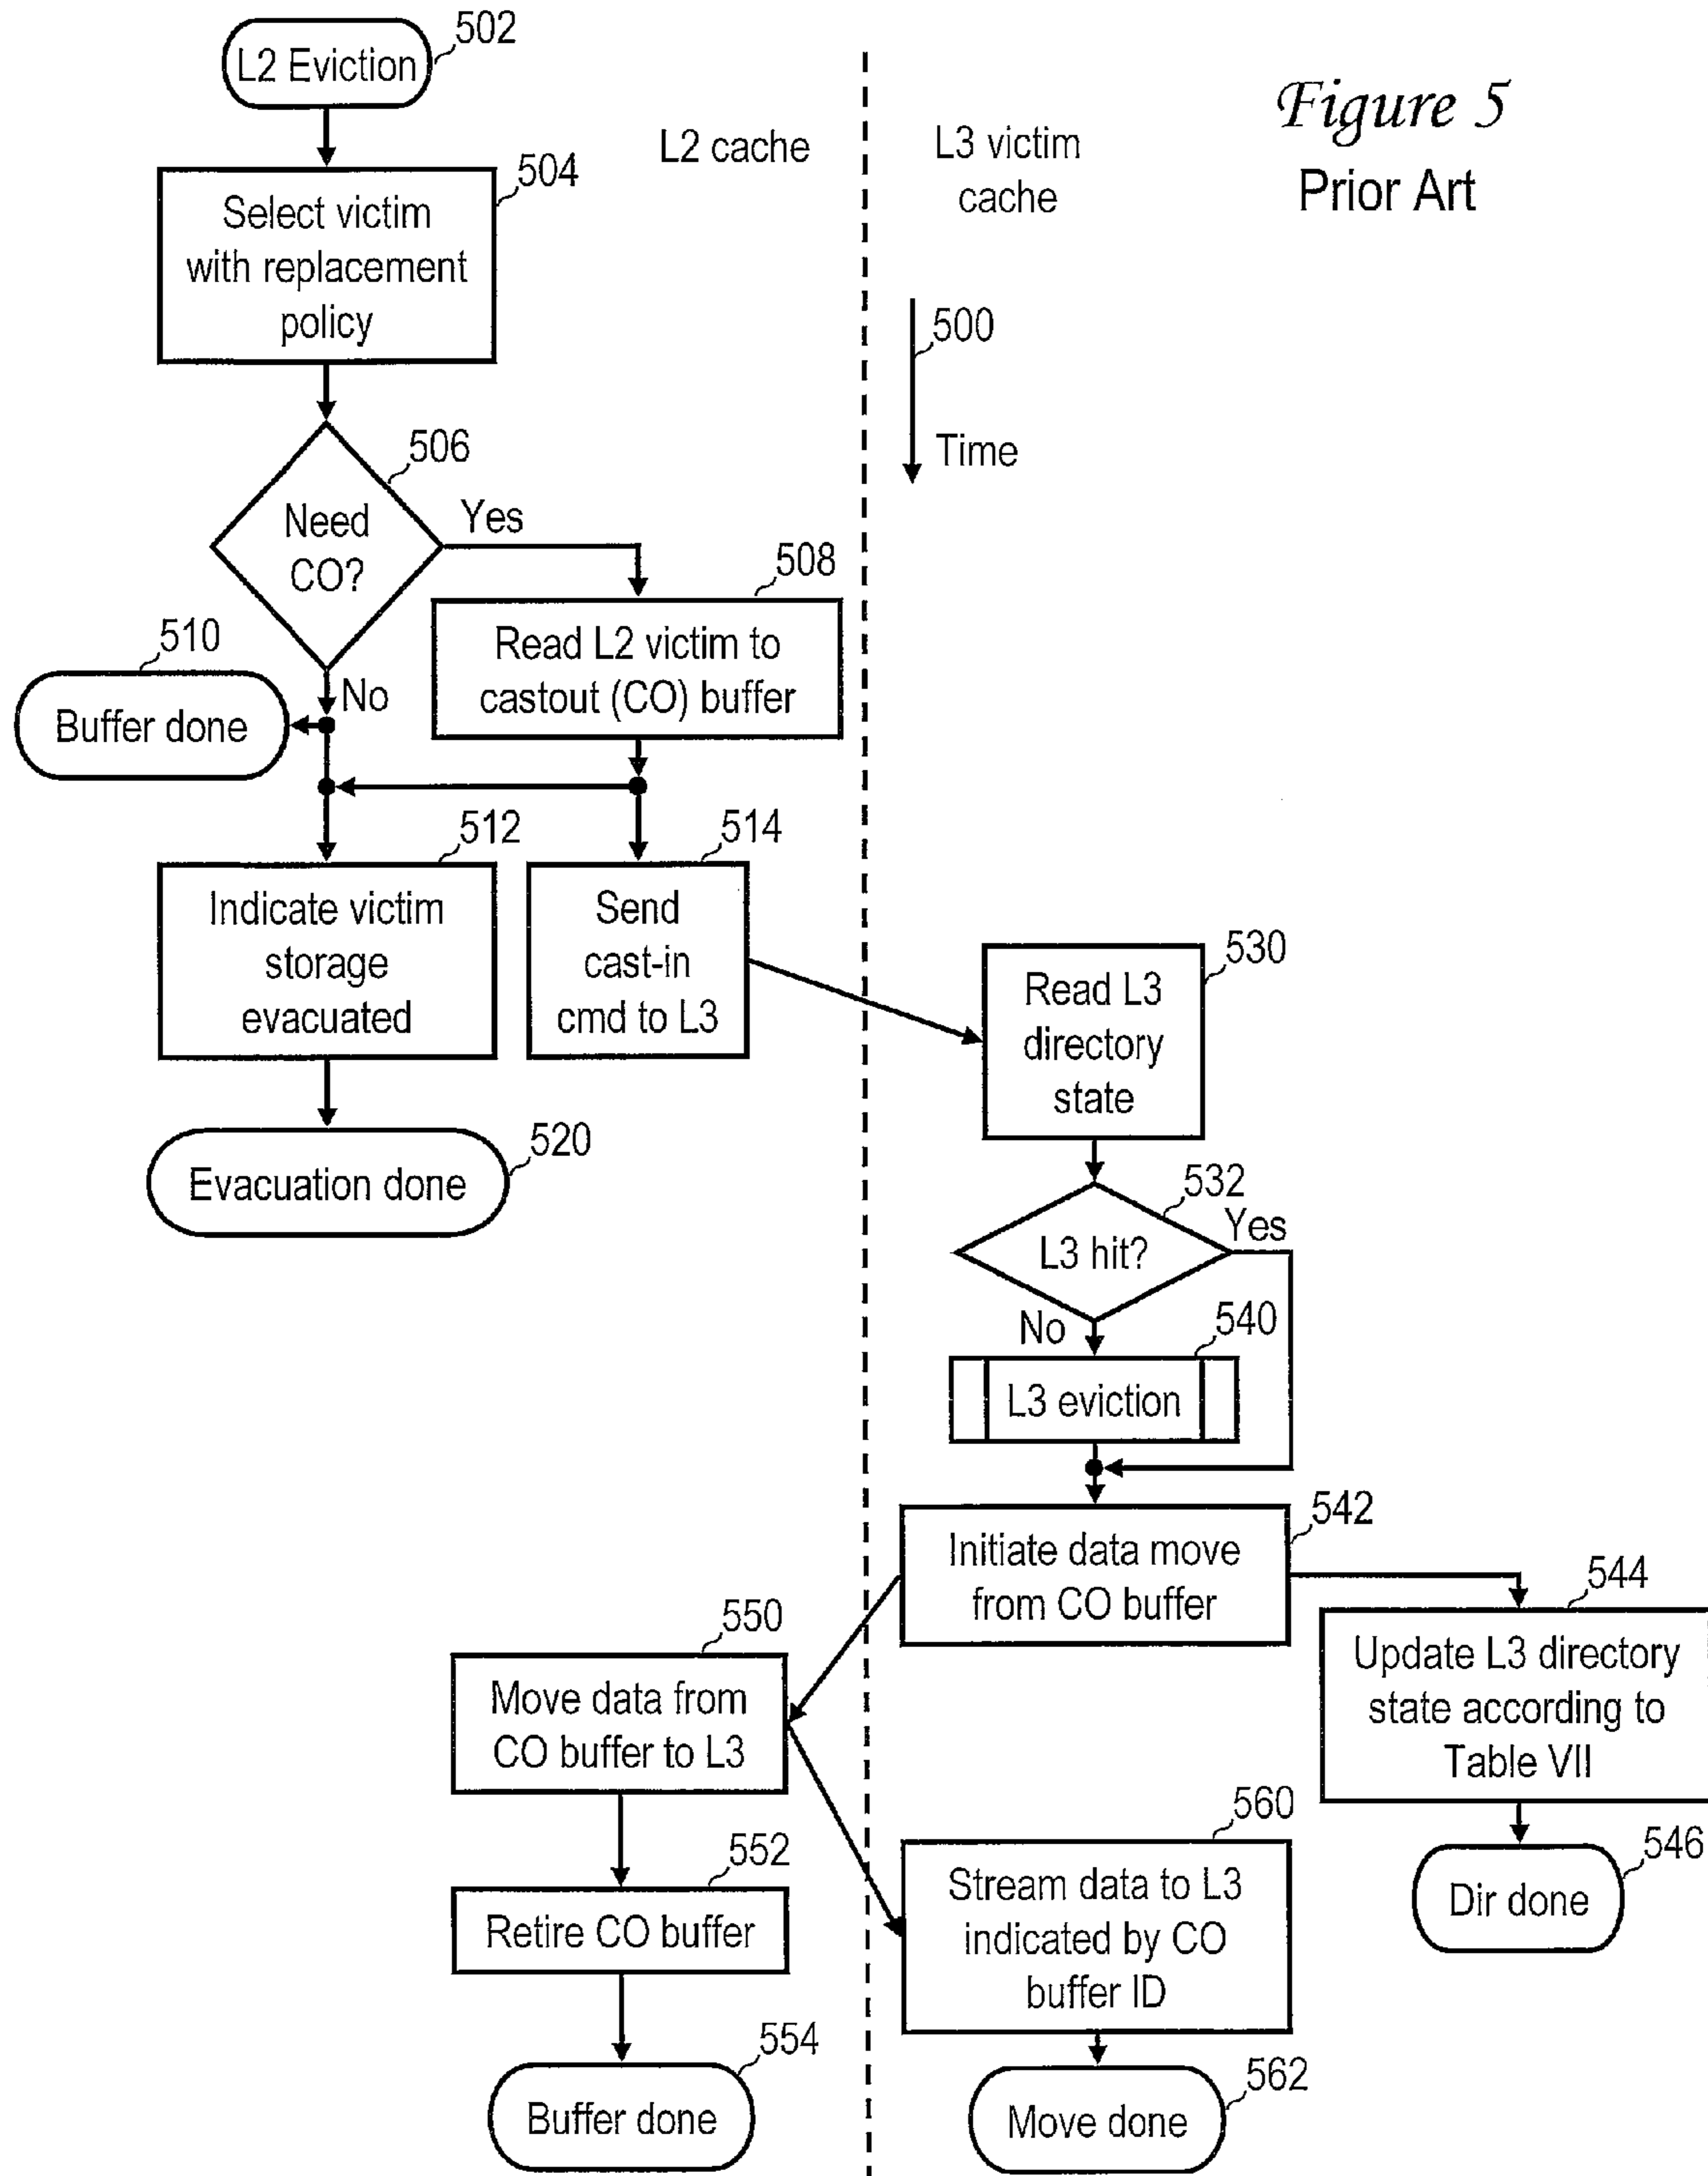 Figure 5
Prior Art
L2 cache
L3 victim
cache
500
Time
502
L2 Eviction
504
Select victim
with replacement
policy
506
Need
CO?
Yes
No
508
Read L2 victim to
castout (CO) buffer
510
Buffer done
512
Indicate victim
storage
evacuated
514
Send
cast-in
cmd to L3
520
Evacuation done
530
Read L3
directory
state
532
L3 hit?
Yes
No
540
L3 eviction
542
Initiate data move
from CO buffer
544
Update L3 directory
state according to
Table VII
546
Dir done
550
Move data from
CO buffer to L3
552
Retire CO buffer
554
Buffer done
560
Stream data to L3
indicated by CO
buffer ID
562
Move done